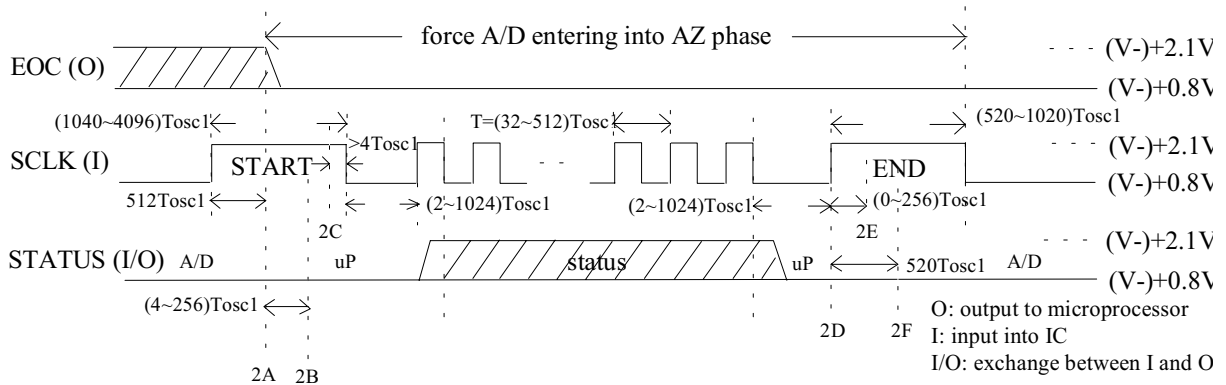 force A/D entering into AZ phase
EOC (O)
(V-)+2.1V
(V-)+0.8V
(1040~4096)Tosc1
>4Tosc1
T=(32~512)Tosc1
(520~1020)Tosc1
SCLK (I)
START
END
(V-)+2.1V
(V-)+0.8V
512Tosc1
(2~1024)Tosc1
(2~1024)Tosc1
(0~256)Tosc1
2C
2E
STATUS (I/O)
A/D
uP
status
uP
520Tosc1
A/D
(V-)+2.1V
(V-)+0.8V
(4~256)Tosc1
2A
2B
2D
2F
O: output to microprocessor
I: input into IC
I/O: exchange between I and O